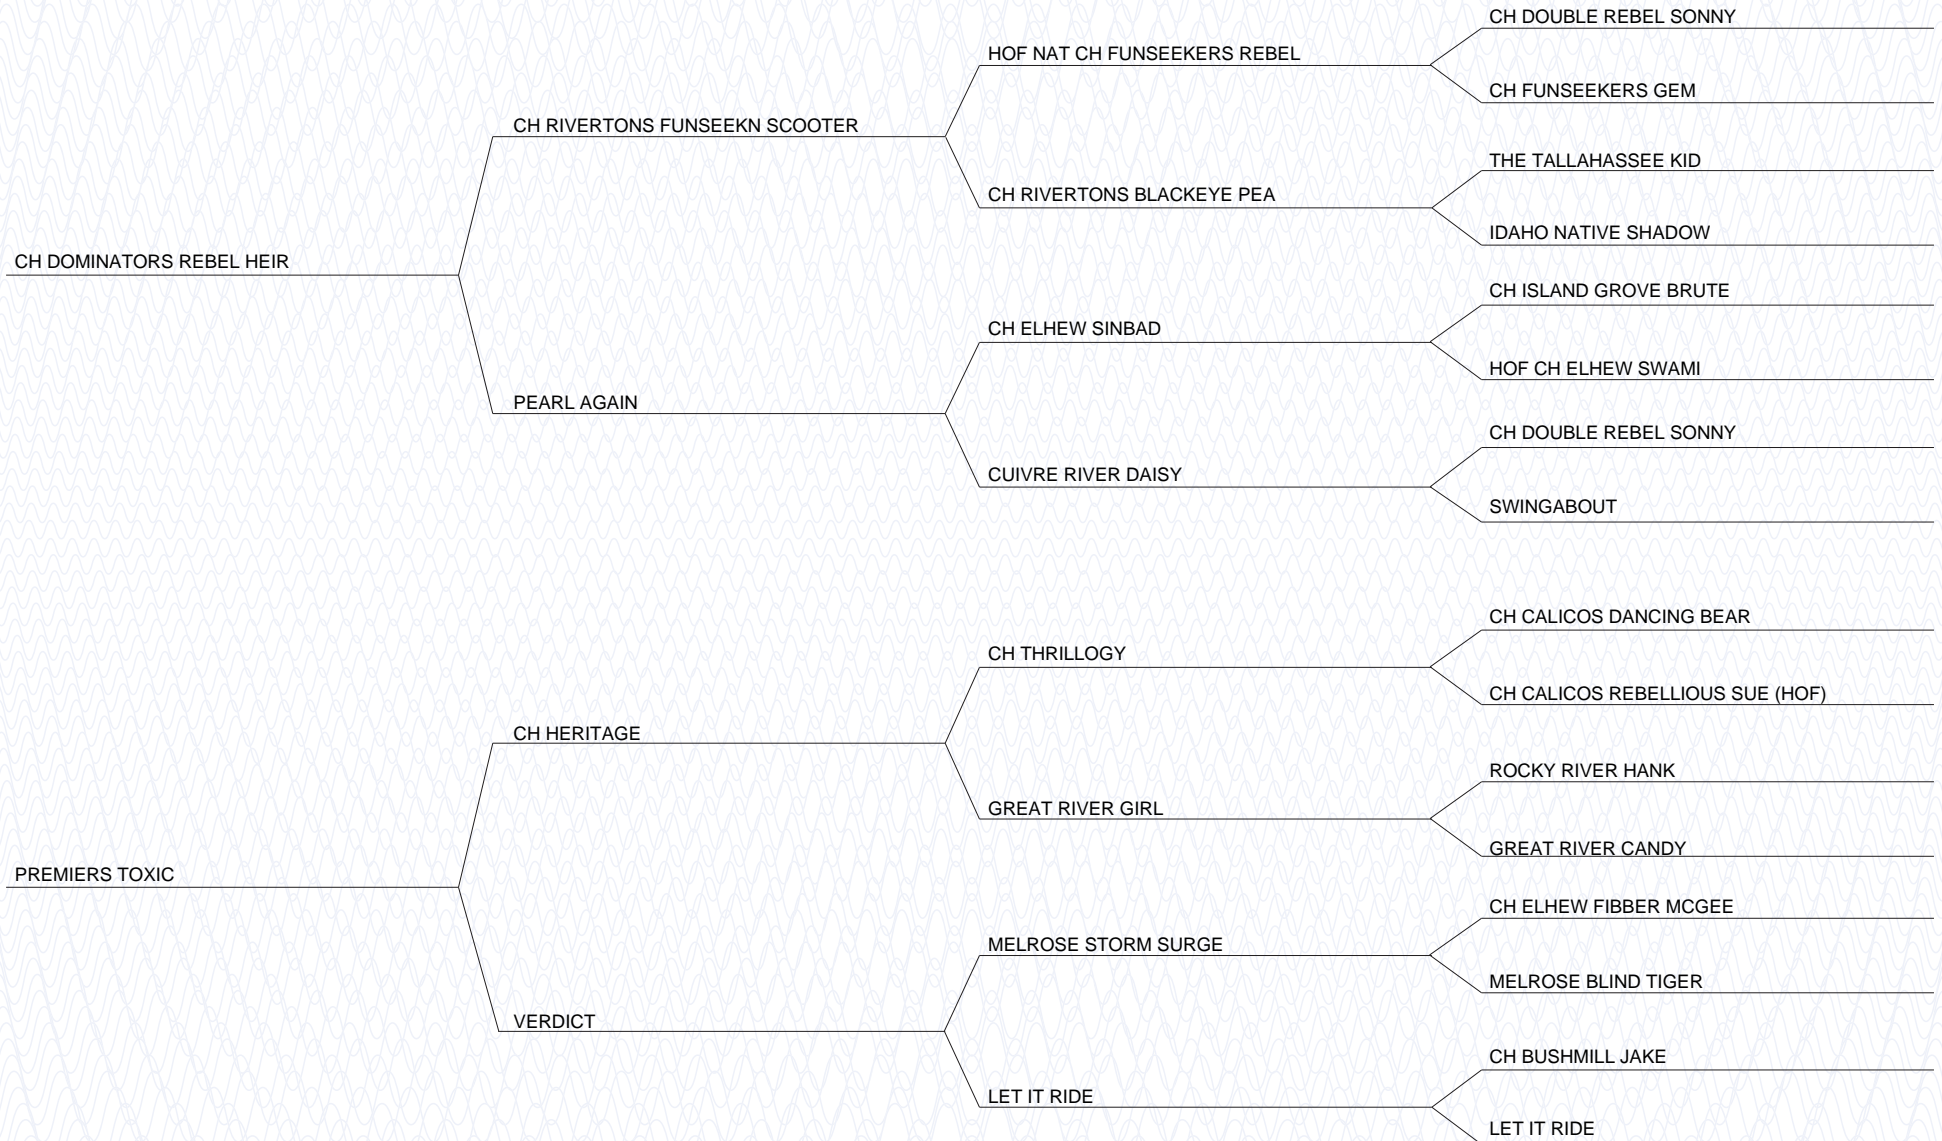 CH DOUBLE REBEL SONNY
HOF NAT CH FUNSEEKERS REBEL
CH FUNSEEKERS GEM
CH RIVERTONS FUNSEEKN SCOOTER
THE TALLAHASSEE KID
CH RIVERTONS BLACKEYE PEA
IDAHO NATIVE SHADOW
CH DOMINATORS REBEL HEIR
CH ISLAND GROVE BRUTE
CH ELHEW SINBAD
HOF CH ELHEW SWAMI
PEARL AGAIN
CH DOUBLE REBEL SONNY
CUIVRE RIVER DAISY
SWINGABOUT
CH CALICOS DANCING BEAR
CH THRILLOGY
CH CALICOS REBELLIOUS SUE (HOF)
CH HERITAGE
ROCKY RIVER HANK
GREAT RIVER GIRL
GREAT RIVER CANDY
PREMIERS TOXIC
CH ELHEW FIBBER MCGEE
MELROSE STORM SURGE
MELROSE BLIND TIGER
VERDICT
CH BUSHMILL JAKE
LET IT RIDE
LET IT RIDE